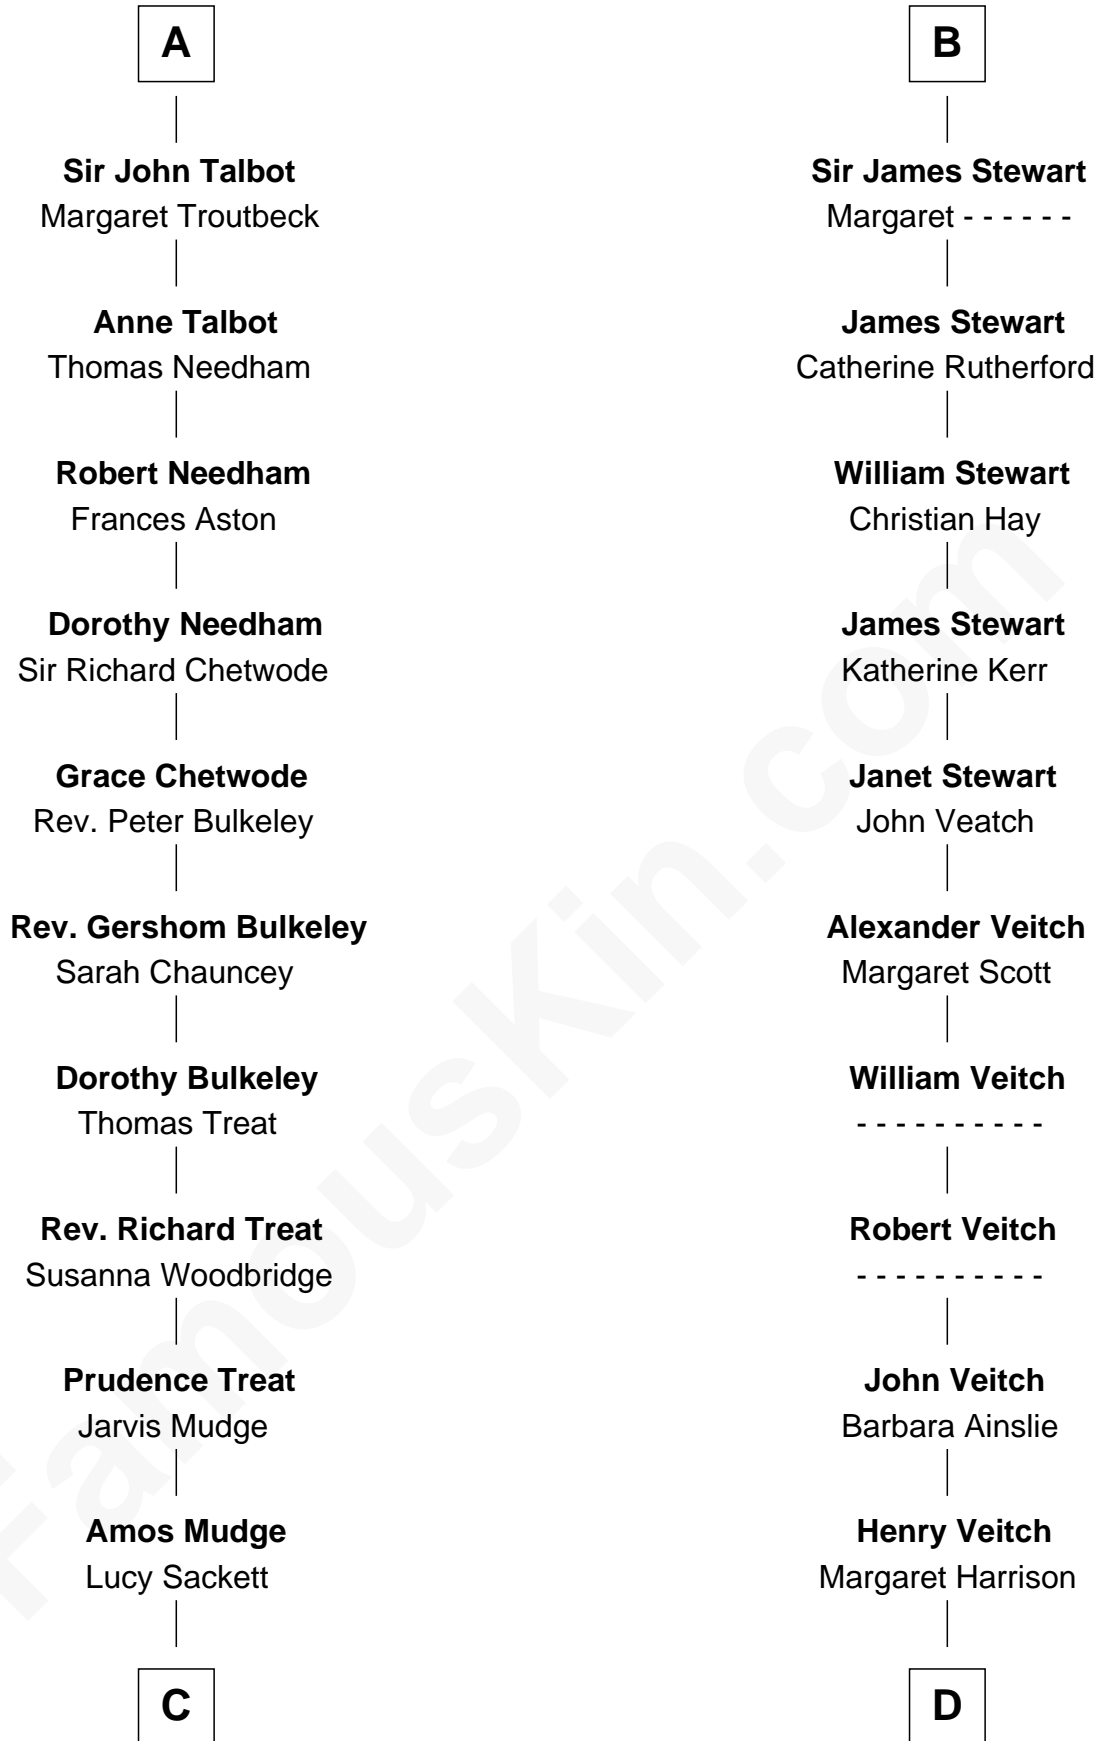 A
Sir John Talbot
Margaret Troutbeck
Anne Talbot
Thomas Needham
Robert Needham
Frances Aston
Dorothy Needham
Sir Richard Chetwode
Grace Chetwode
Rev. Peter Bulkeley
Rev. Gershom Bulkeley
Sarah Chauncey
Dorothy Bulkeley
Thomas Treat
Rev. Richard Treat
Susanna Woodbridge
Prudence Treat
Jarvis Mudge
Amos Mudge
Lucy Sackett
C
B
Sir James Stewart
Margaret - - - - - -
James Stewart
Catherine Rutherford
William Stewart
Christian Hay
James Stewart
Katherine Kerr
Janet Stewart
John Veatch
Alexander Veitch
Margaret Scott
William Veitch
- - - - - - - - - -
Robert Veitch
- - - - - - - - - -
John Veitch
Barbara Ainslie
Henry Veitch
Margaret Harrison
D
FamousKin.com